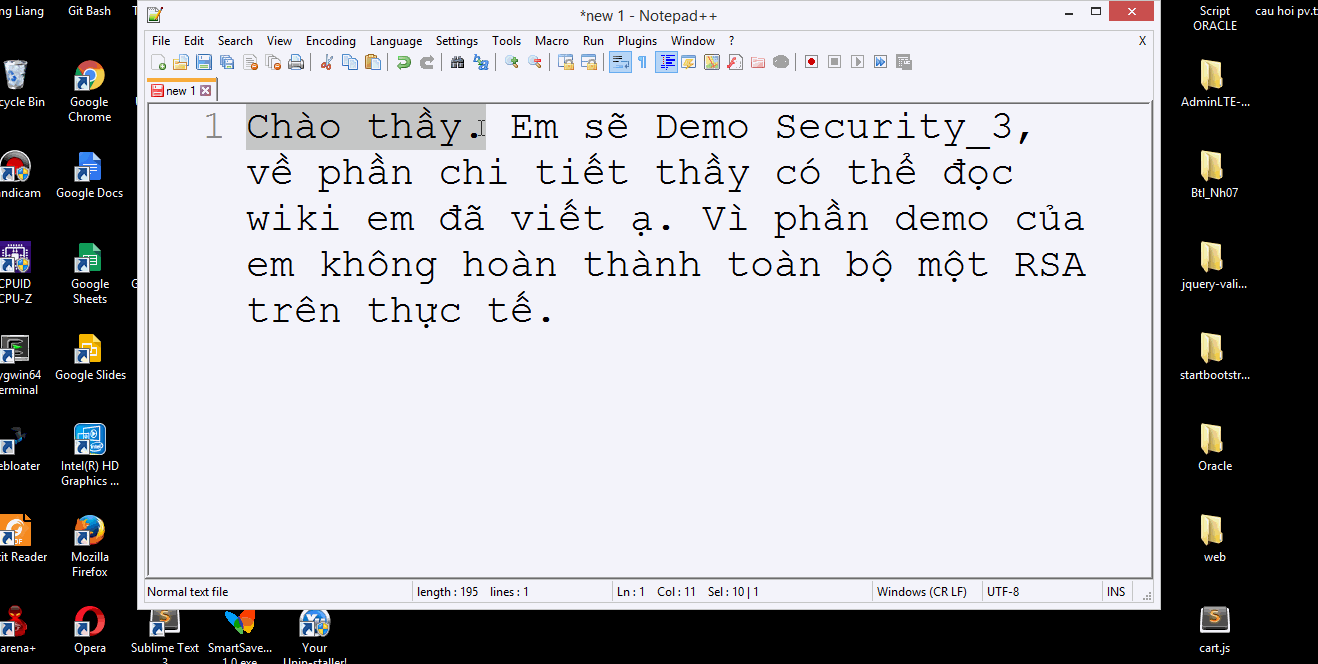 ng Liang
Git Bash
*new 1 - Notepad++
Script
ORACLE
cau hoi pv.t
File Edit Search View Encoding Language Settings Tools Macro Run Plugins Window ? X
new 1
1 Chào thầy. Em sẽ Demo Security_3,
về phần chi tiết thầy có thể đọc
wiki em đã viết ạ. Vì phần demo của
em không hoàn thành toàn bộ một RSA
trên thực tế.
Normal text file length : 195 lines : 1 Ln : 1 Col : 11 Sel : 10 | 1 Windows (CR LF) UTF-8 INS
cycle Bin
Google
Chrome
ndicam
Google Docs
CPUID
CPU-Z
Google
Sheets
ygwin64
erminal
Google Slides
ebloater
Intel(R) HD
Graphics ...
it Reader
Mozilla
Firefox
arena+
Opera
Sublime Text
3
SmartSave...
1.0.exe
Your
Unin-staller!
AdminLTE-...
Btl_Nh07
jquery-vali...
startbootstr...
Oracle
web
cart.js